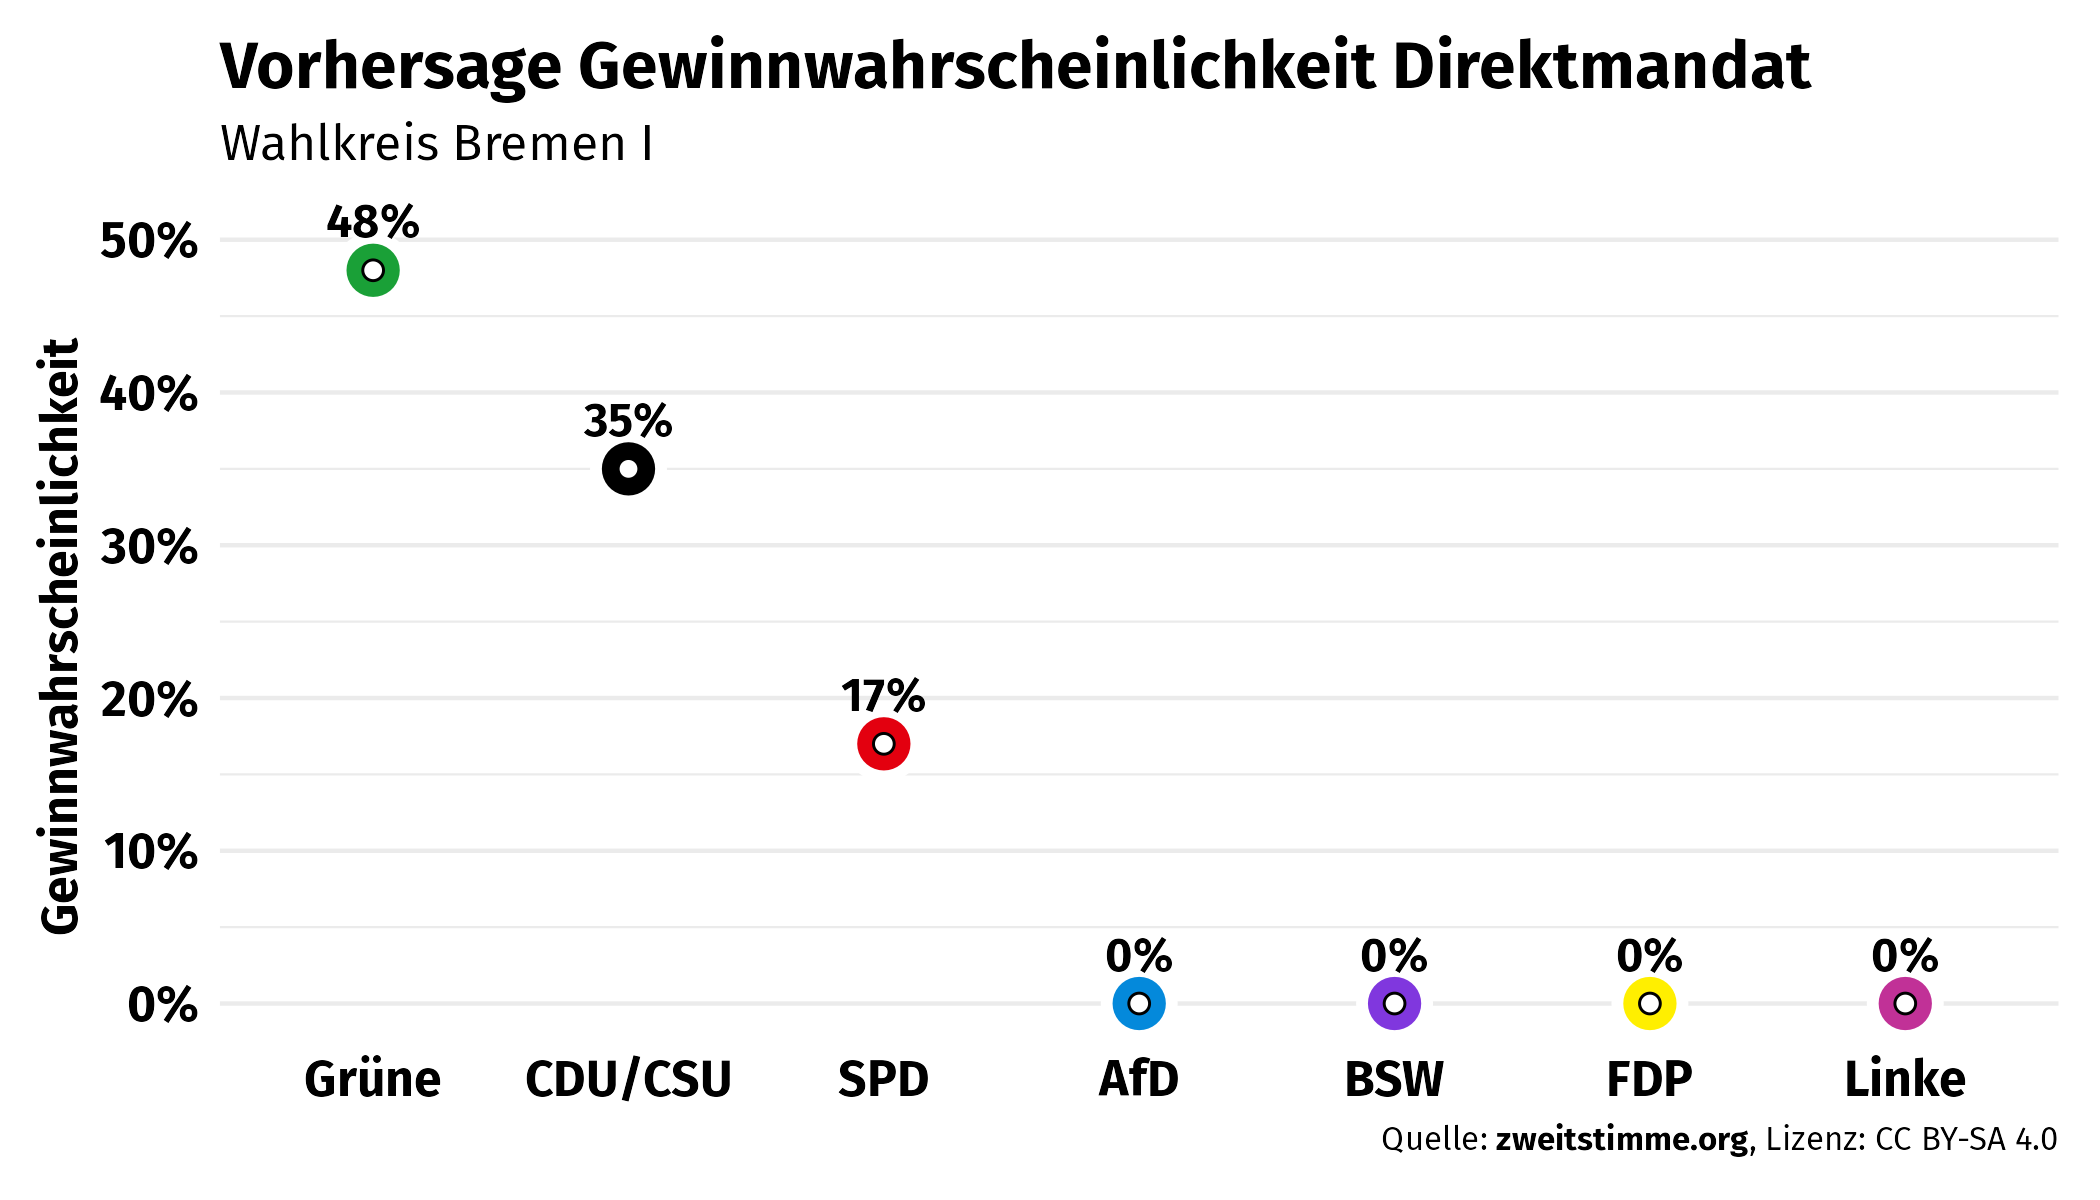 Vorhersage Gewinnwahrscheinlichkeit Direktmandat
Wahlkreis Bremen I
Gewinnwahrscheinlichkeit
50%
40%
30%
20%
10%
0%
48%
35%
17%
0%
0%
0%
0%
Grüne
CDU/CSU
SPD
AfD
BSW
FDP
Linke
Quelle: zweitstimme.org, Lizenz: CC BY-SA 4.0